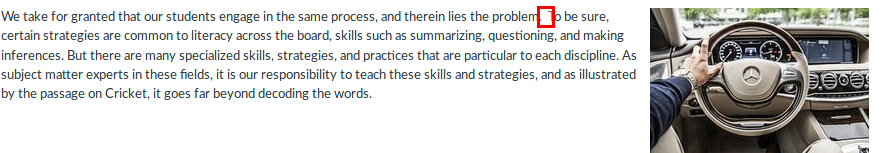 We take for granted that our students engage in the same process, and therein lies the problem. To be sure,
certain strategies are common to literacy across the board, skills such as summarizing, questioning, and making
inferences. But there are many specialized skills, strategies, and practices that are particular to each discipline. As
subject matter experts in these fields, it is our responsibility to teach these skills and strategies, and as illustrated
by the passage on Cricket, it goes far beyond decoding the words.